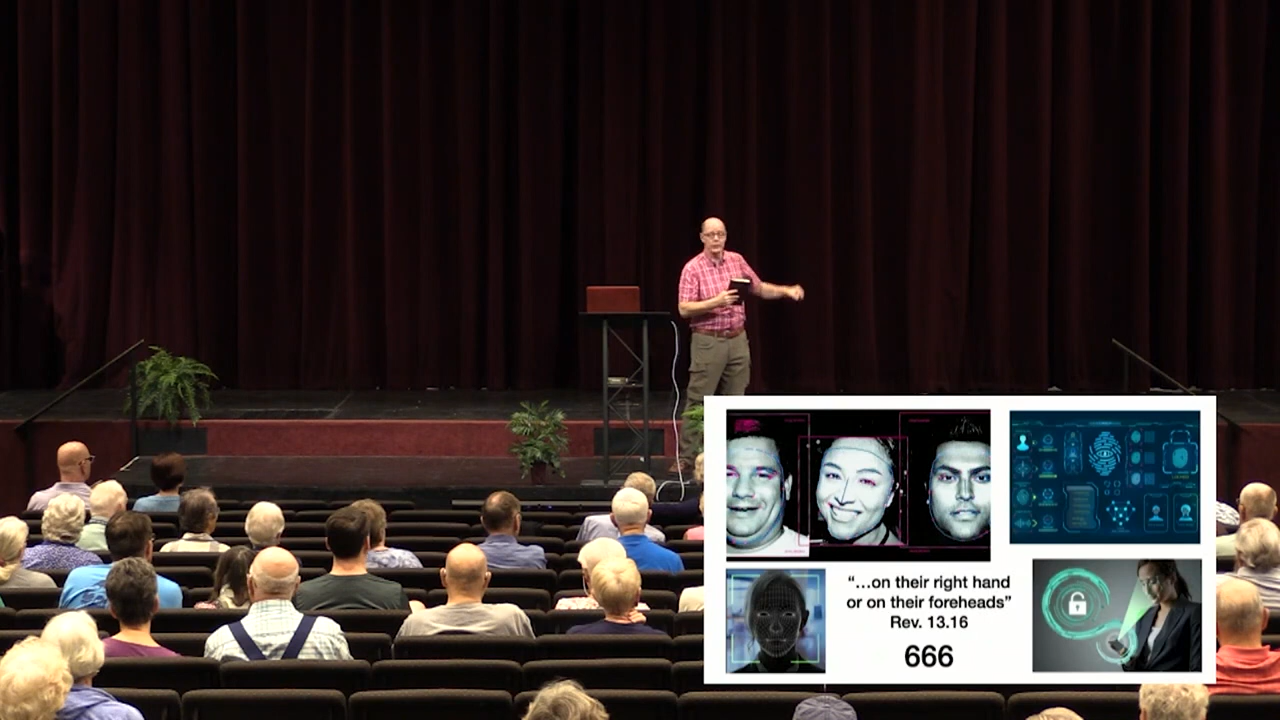 “…on their right hand
or on their foreheads”
Rev. 13.16
666